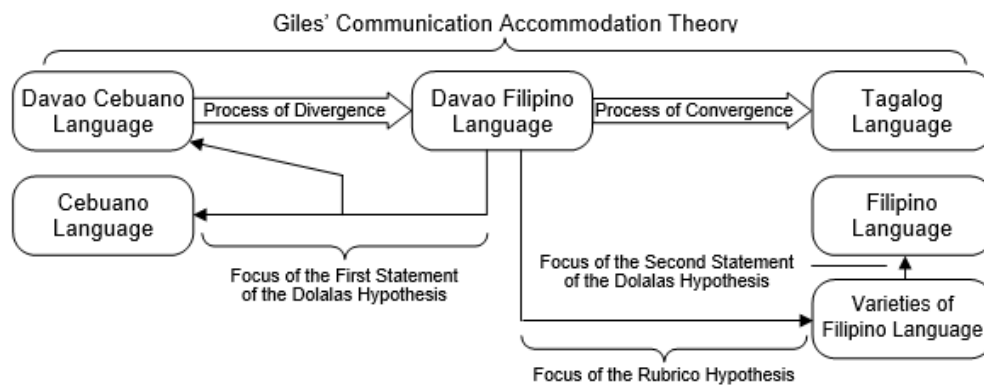 Giles' Communication Accommodation Theory
Davao Cebuano
Language
Process of Divergence
Davao Filipino
Language
Process of Convergence
Tagalog
Language
Cebuano
Language
Filipino
Language
Focus of the First Statement
of the Dolalas Hypothesis
Focus of the Second Statement
of the Dolalas Hypothesis
Varieties of
Filipino Language
Focus of the Rubrico Hypothesis